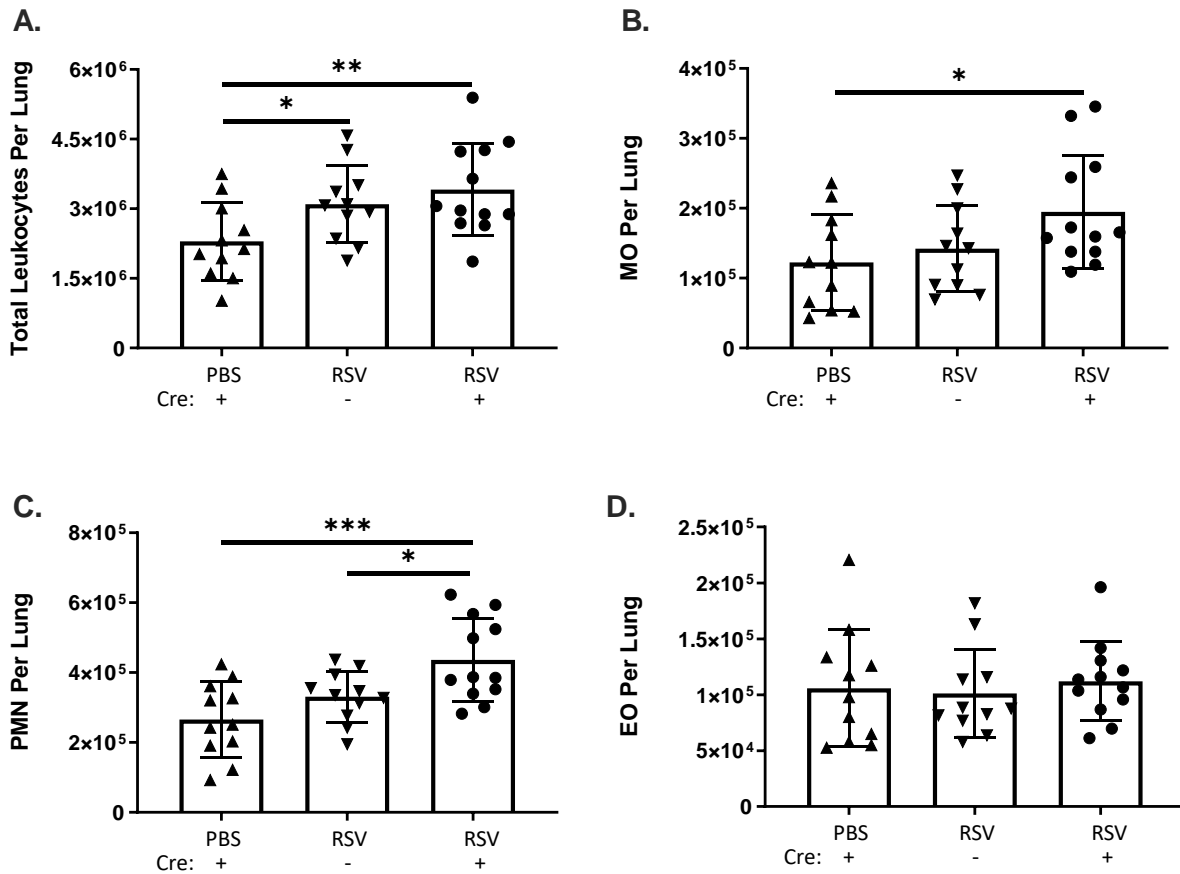 A.
Total Leukocytes Per Lung
6×10⁶
4.5×10⁶
3×10⁶
1.5×10⁶
0
**
*
PBS RSV RSV
Cre: + - +
B.
MO Per Lung
4×10⁵
3×10⁵
2×10⁵
1×10⁵
0
*
PBS RSV RSV
Cre: + - +
C.
PMN Per Lung
8×10⁵
6×10⁵
4×10⁵
2×10⁵
0
***
*
PBS RSV RSV
Cre: + - +
D.
EO Per Lung
2.5×10⁵
2×10⁵
1.5×10⁵
1×10⁵
5×10⁴
0
PBS RSV RSV
Cre: + - +